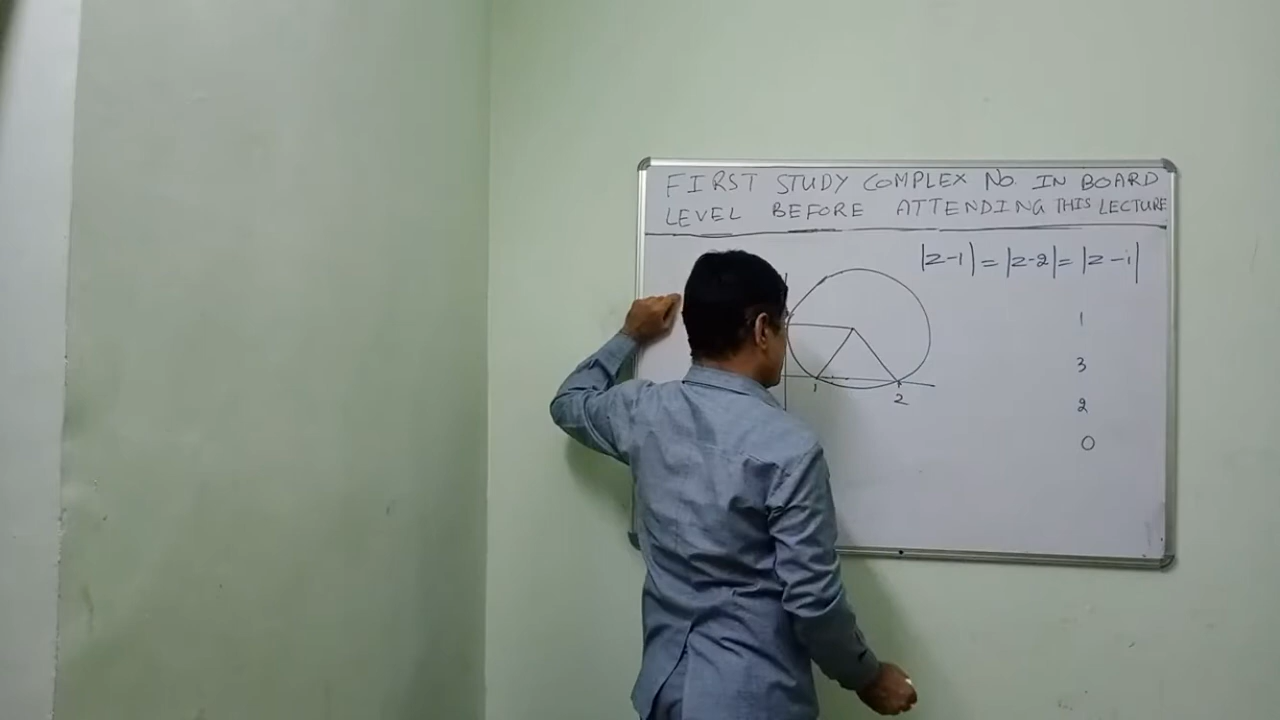 FIRST STUDY COMPLEX NO. IN BOARD
LEVEL BEFORE ATTENDING THIS LECTURE
|z-1| = |z-2| = |z-i|
1
3
2
0
1
2